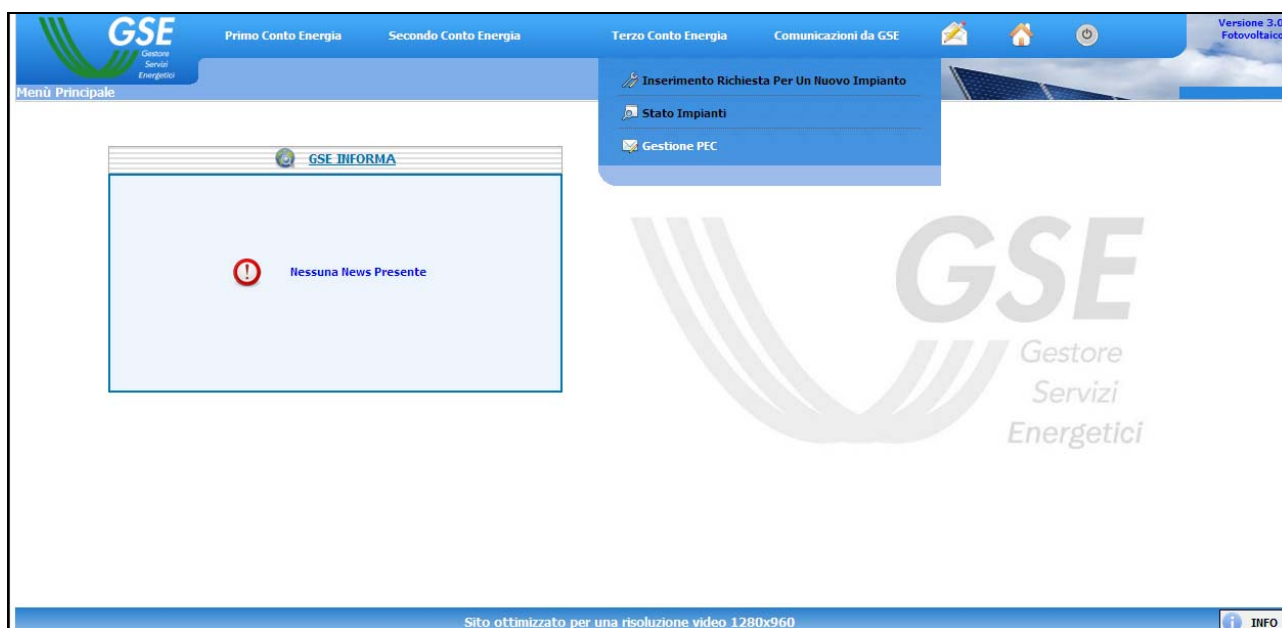 GSE
Gestore
Servizi
Energetici
Primo Conto Energia
Secondo Conto Energia
Terzo Conto Energia
Comunicazioni da GSE
Versione 3.0
Fotovoltaico
Menù Principale
Inserimento Richiesta Per Un Nuovo Impianto
Stato Impianti
Gestione PEC
GSE INFORMA
Nessuna News Presente
GSE
Gestore
Servizi
Energetici
Sito ottimizzato per una risoluzione video 1280x960
INFO